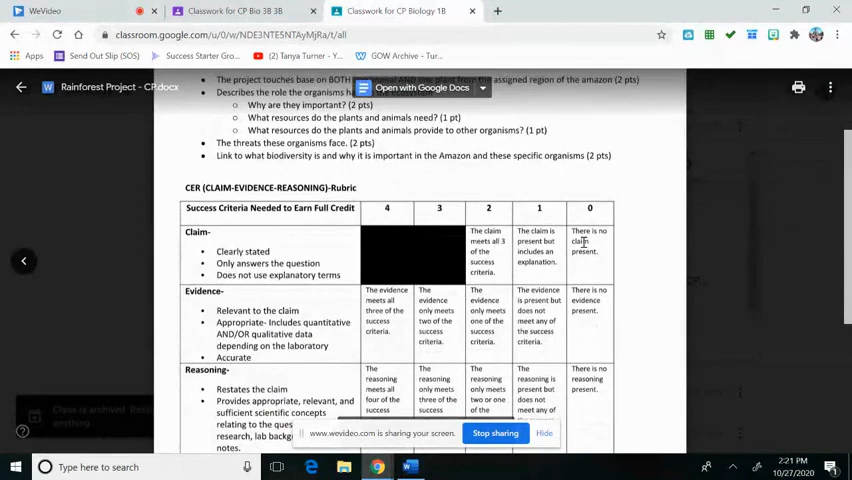 WeVideo
Classwork for CP Bio 3B 3B
Classwork for CP Biology 1B
classroom.google.com/u/0/w/NDE3NTE5NTAyMjRa/t/all
Apps
Send Out Slip (SOS)
Success Starter Gro...
(2) Tanya Turner - Y...
GOW Archive - Tur...
Rainforest Project - CP.docx
Open with Google Docs
The project touches base on BOTH AND one plant from the assigned region of the amazon (2 pts)
Describes the role the organisms
Why are they important? (2 pts)
What resources do the plants and animals need? (1 pt)
What resources do the plants and animals provide to other organisms? (1 pt)
The threats these organisms face. (2 pts)
Link to what biodiversity is and why it is important in the Amazon and these specific organisms (2 pts)
CER (CLAIM-EVIDENCE-REASONING)-Rubric
Success Criteria Needed to Earn Full Credit 4 3 2 1 0
Claim-
Clearly stated
Only answers the question
Does not use explanatory terms
The claim
meets all 3
of the
success
criteria.
The claim is
present but
includes an
explanation.
There is no
claim
present.
Evidence-
Relevant to the claim
Appropriate- Includes quantitative
AND/OR qualitative data
depending on the laboratory
Accurate
The evidence
meets all
three of the
success
criteria.
The
evidence
only meets
two of the
success
criteria.
The
evidence
only meets
one of the
success
criteria.
The evidence
is present but
does not
meet any of
the success
criteria.
There is no
evidence
present.
Reasoning-
Restates the claim
Provides appropriate, relevant, and
sufficient scientific concepts
relating to the
research, lab
notes.
The
reasoning
meets all
four of the
success
The
reasoning
only meets
three of the
success
The
reasoning
only meets
two or one
of the
The
reasoning is
present but
does not
meet any of
There is no
reasoning
present.
Class is archived.
anything
www.wevideo.com is sharing your screen.
Stop sharing
Hide
Type here to search
2:21 PM
10/27/2020